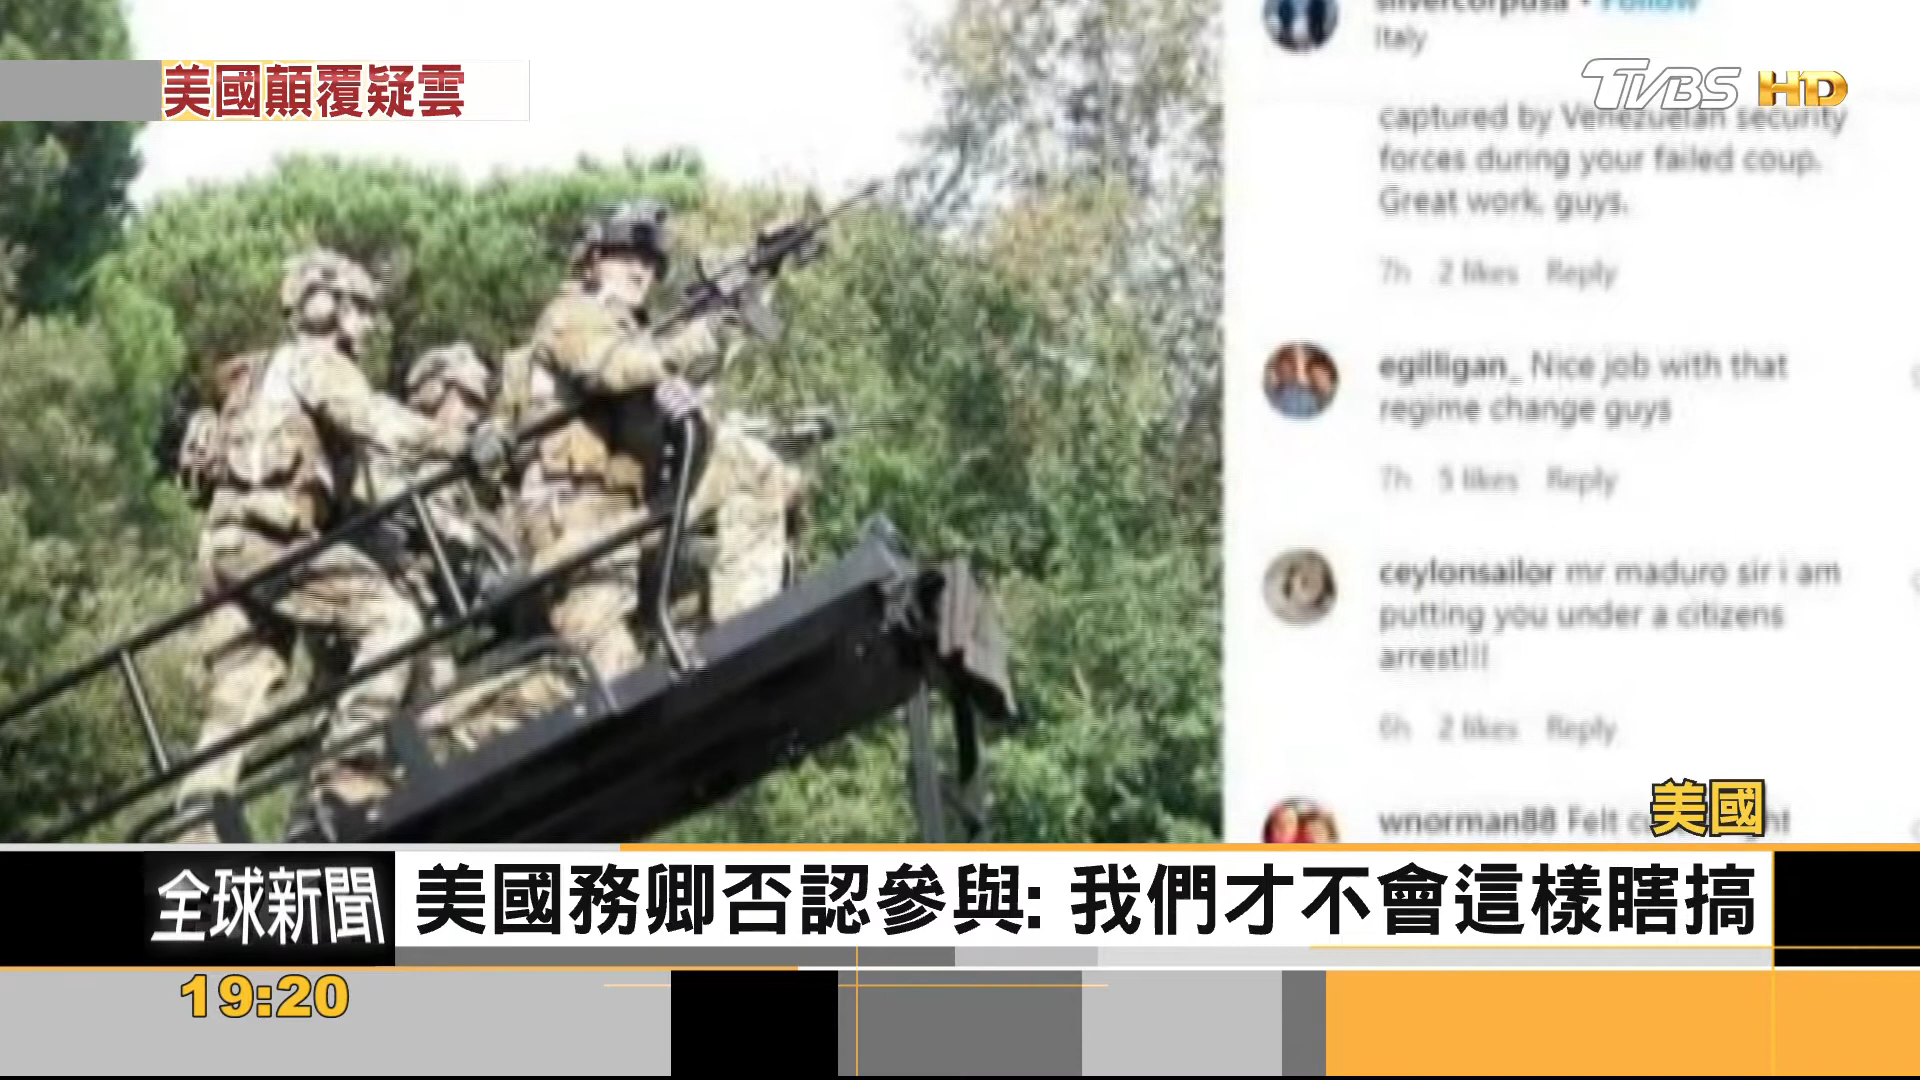 美國顛覆疑雲
silvercorpusa • Follow
Italy
TVBS HD
captured by Venezuelan security
forces during your failed coup.
Great work, guys.
7h 2 likes Reply
egilligan_ Nice job with that
regime change guys
7h 5 likes Reply
ceylonsailor mr maduro sir i am
putting you under a citizens
arrest!!!
6h 2 likes Reply
wnorman88 Felt
美國
全球新聞
美國務卿否認參與: 我們才不會這樣瞎搞
19:20